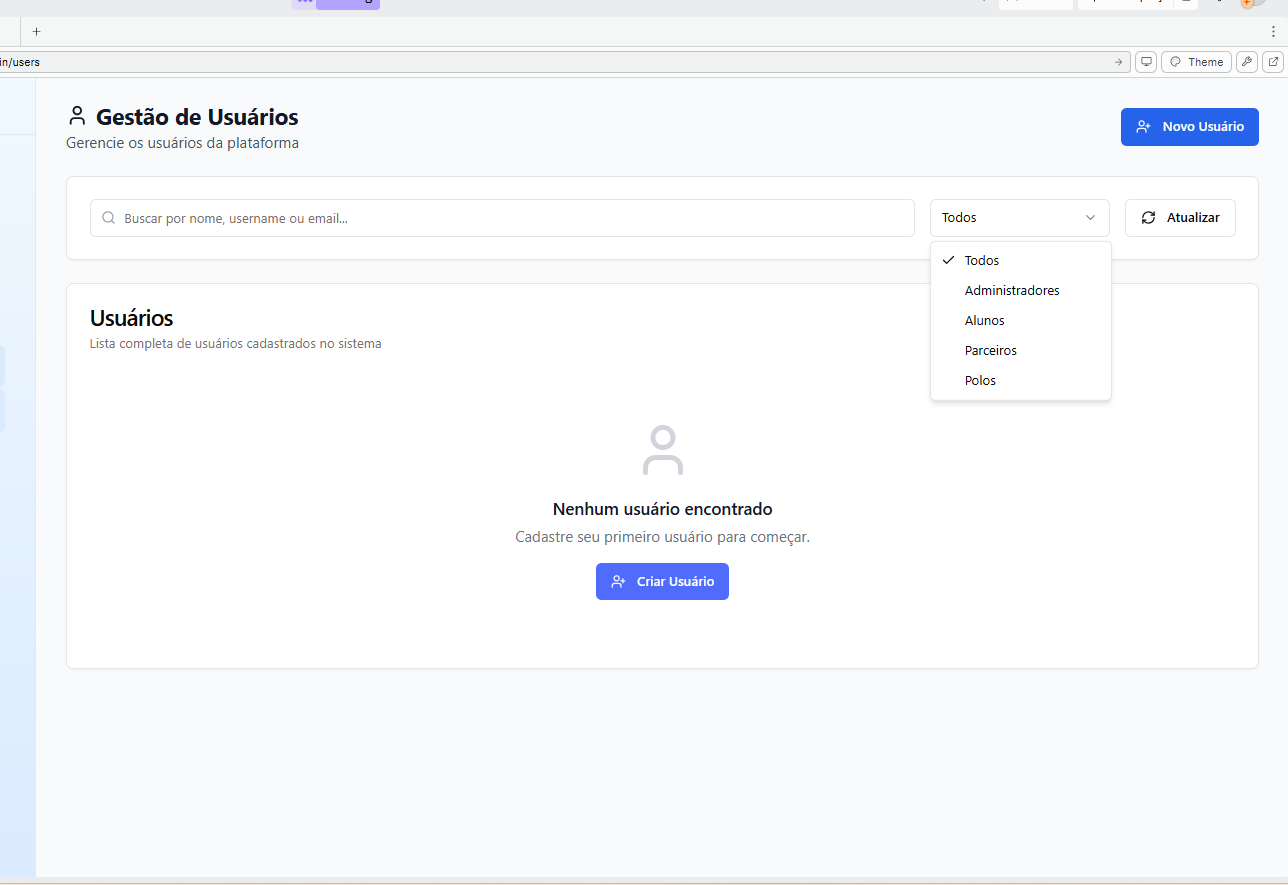 in/users
Theme
Gestão de Usuários
Gerencie os usuários da plataforma
Novo Usuário
Buscar por nome, username ou email...
Todos
Atualizar
Todos
Administradores
Alunos
Parceiros
Polos
Usuários
Lista completa de usuários cadastrados no sistema
Nenhum usuário encontrado
Cadastre seu primeiro usuário para começar.
Criar Usuário